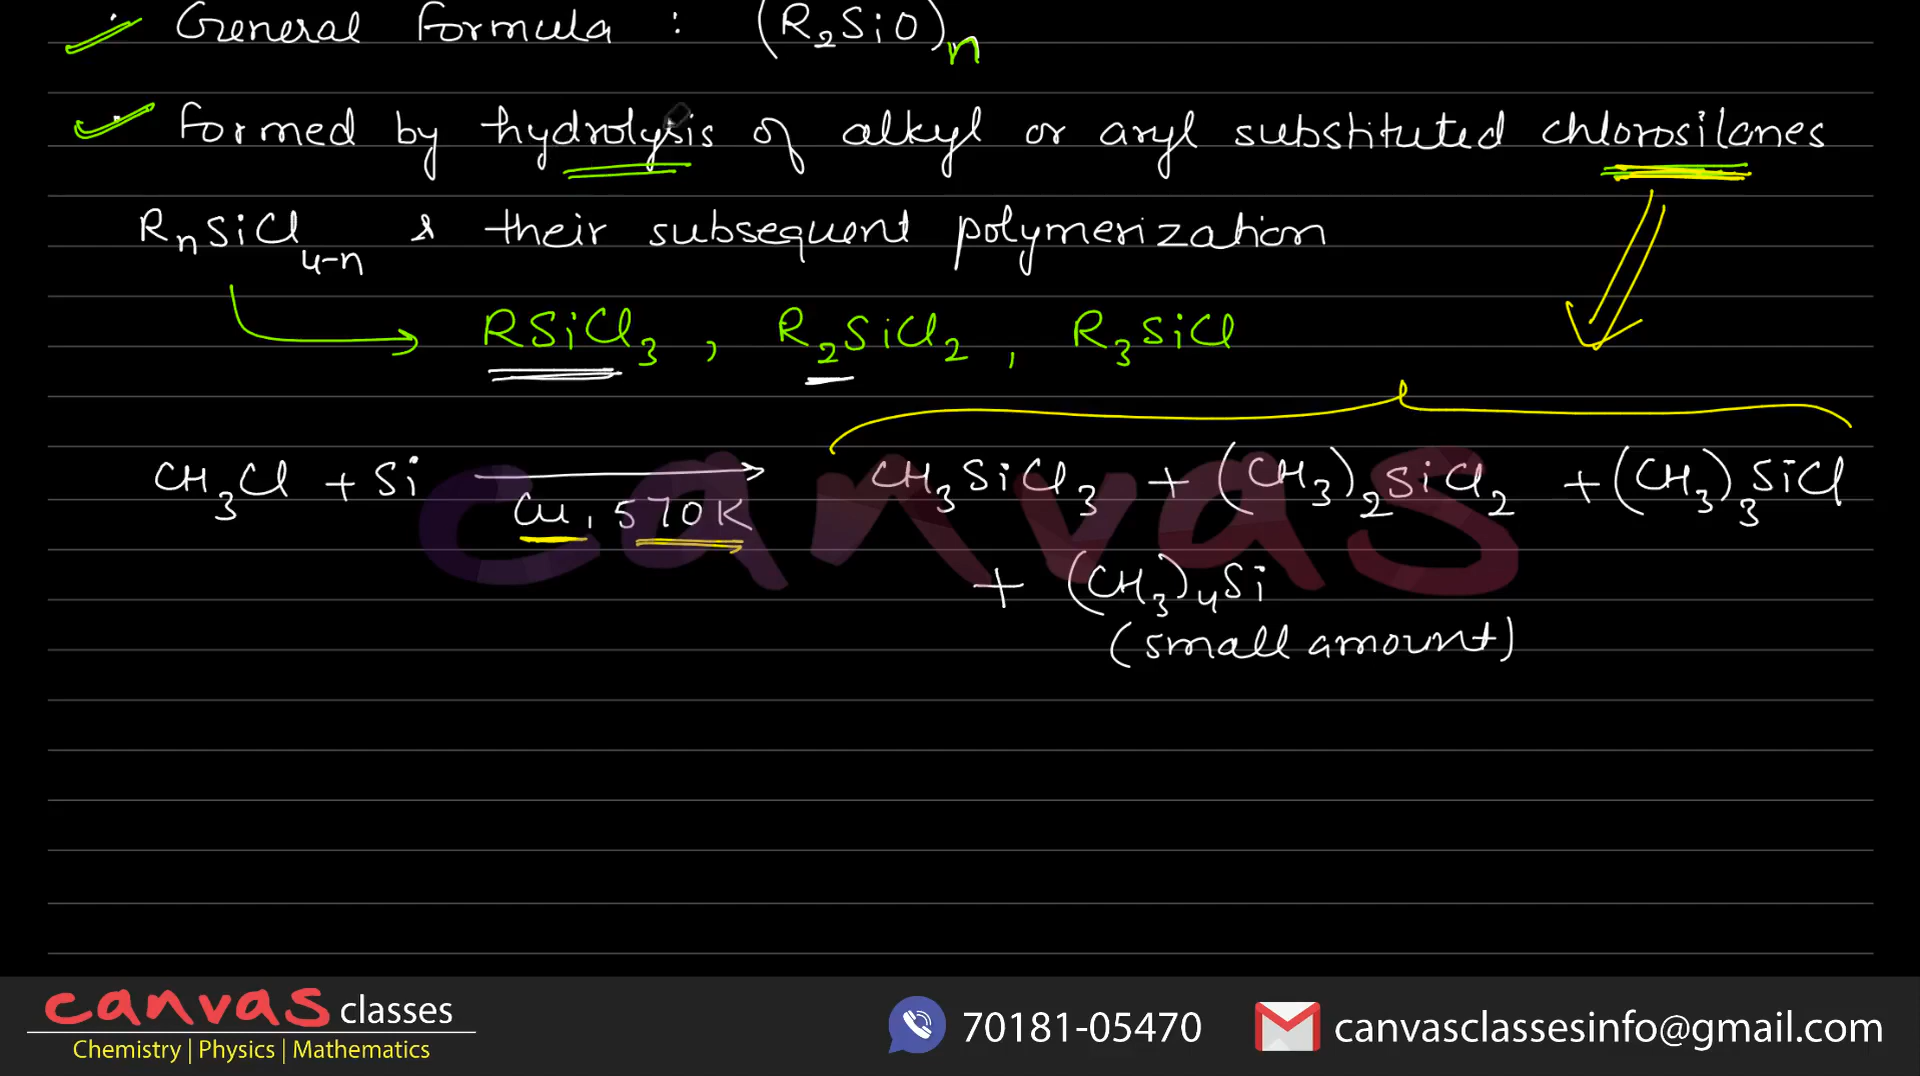 General formula : (R₂SiO)n
formed by hydrolysis of alkyl or aryl substituted chlorosilanes
RnSiCl4-n & their subsequent polymerization
RSiCl₃ , R₂SiCl₂ , R₃SiCl
CH₃Cl + Si Cu, 570K CH₃SiCl₃ + (CH₃)₂SiCl₂ + (CH₃)₃SiCl
+ (CH₃)₄Si
(small amount)
canvas
canvas classes
Chemistry | Physics | Mathematics
70181-05470
canvasclassesinfo@gmail.com